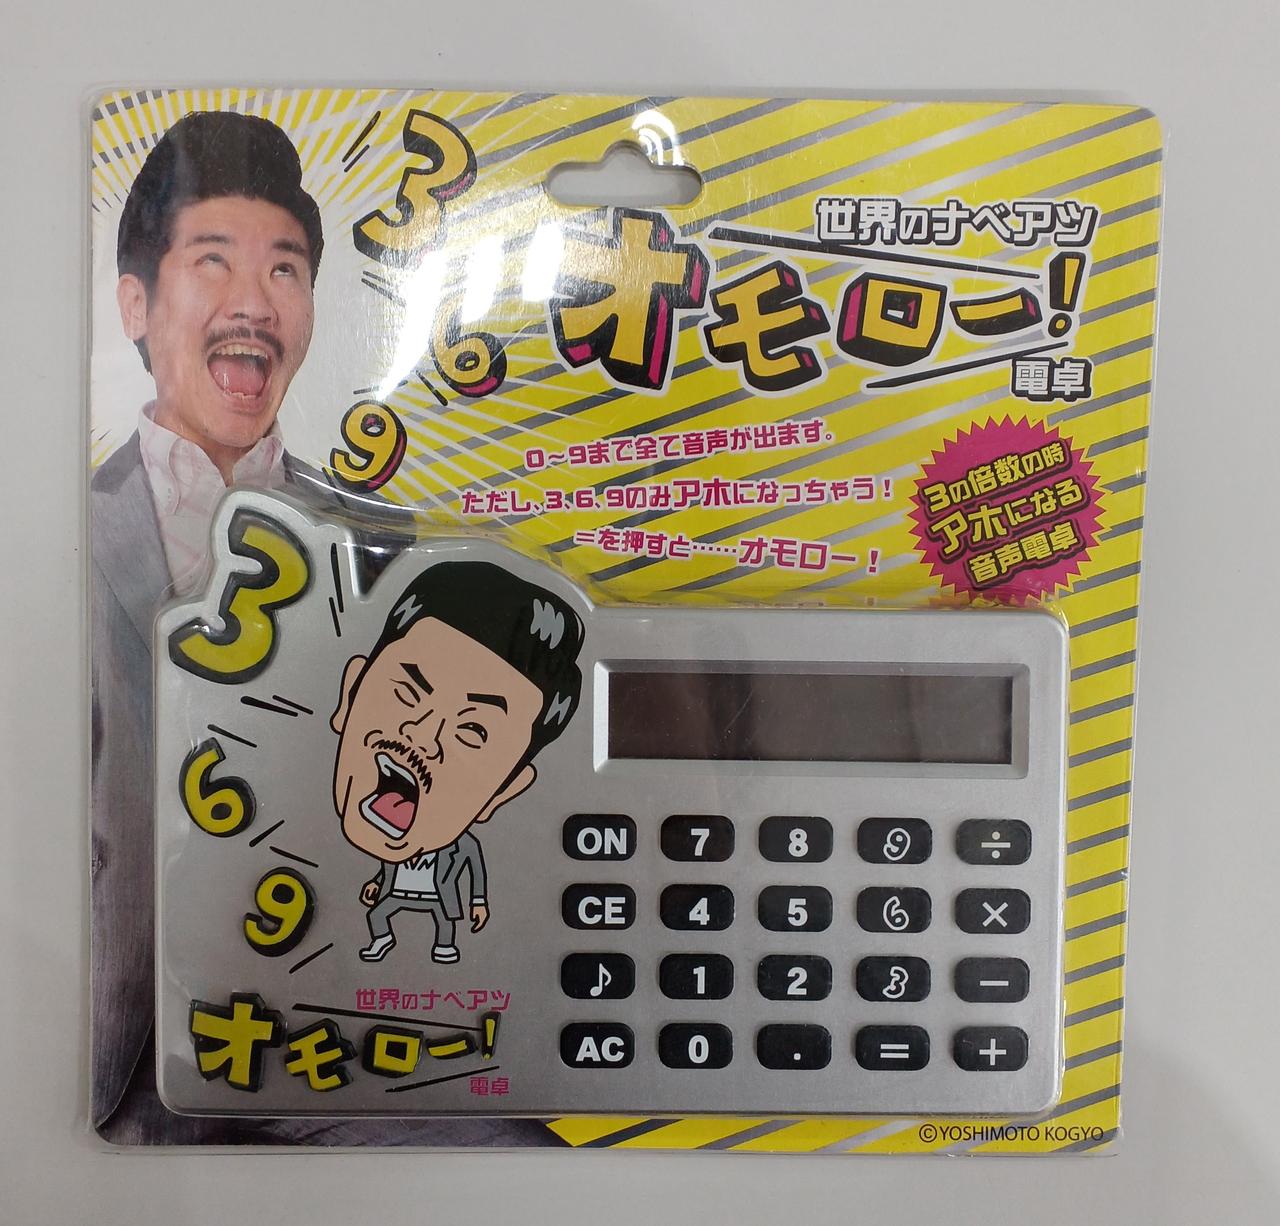 3
6
9
世界のナベアツ
オモロー!
電卓
0~9まで全て音声が出ます。
ただし、3、6、9のみアホになっちゃう!
=を押すと……オモロー!
3の倍数の時
アホになる
音声電卓
3
6
9
世界のナベアツ
オモロー!
電卓
ON 7 8 9 ÷
CE 4 5 6 ×
♪ 1 2 3 −
AC 0 . = +
©YOSHIMOTO KOGYO